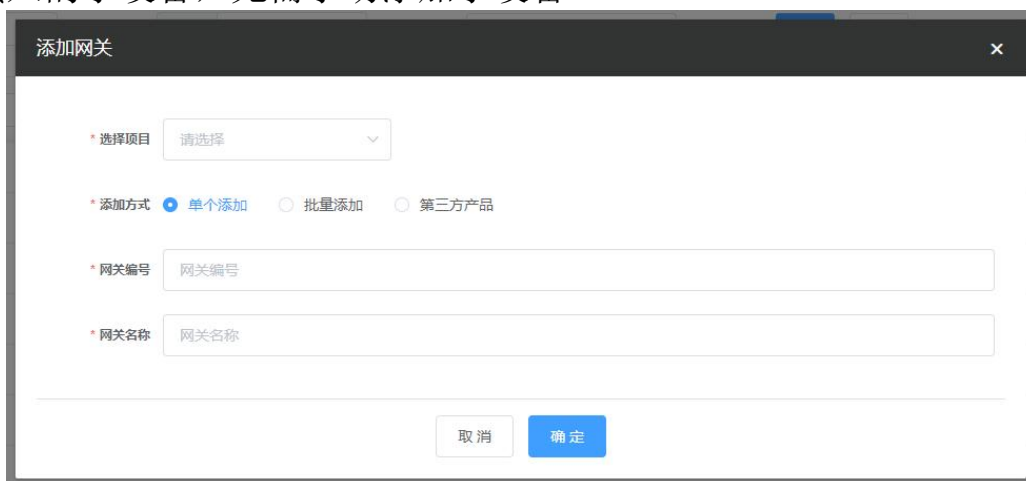 添加网关
* 选择项目 请选择
* 添加方式 单个添加 批量添加 第三方产品
* 网关编号 网关编号
* 网关名称 网关名称
取消 确定